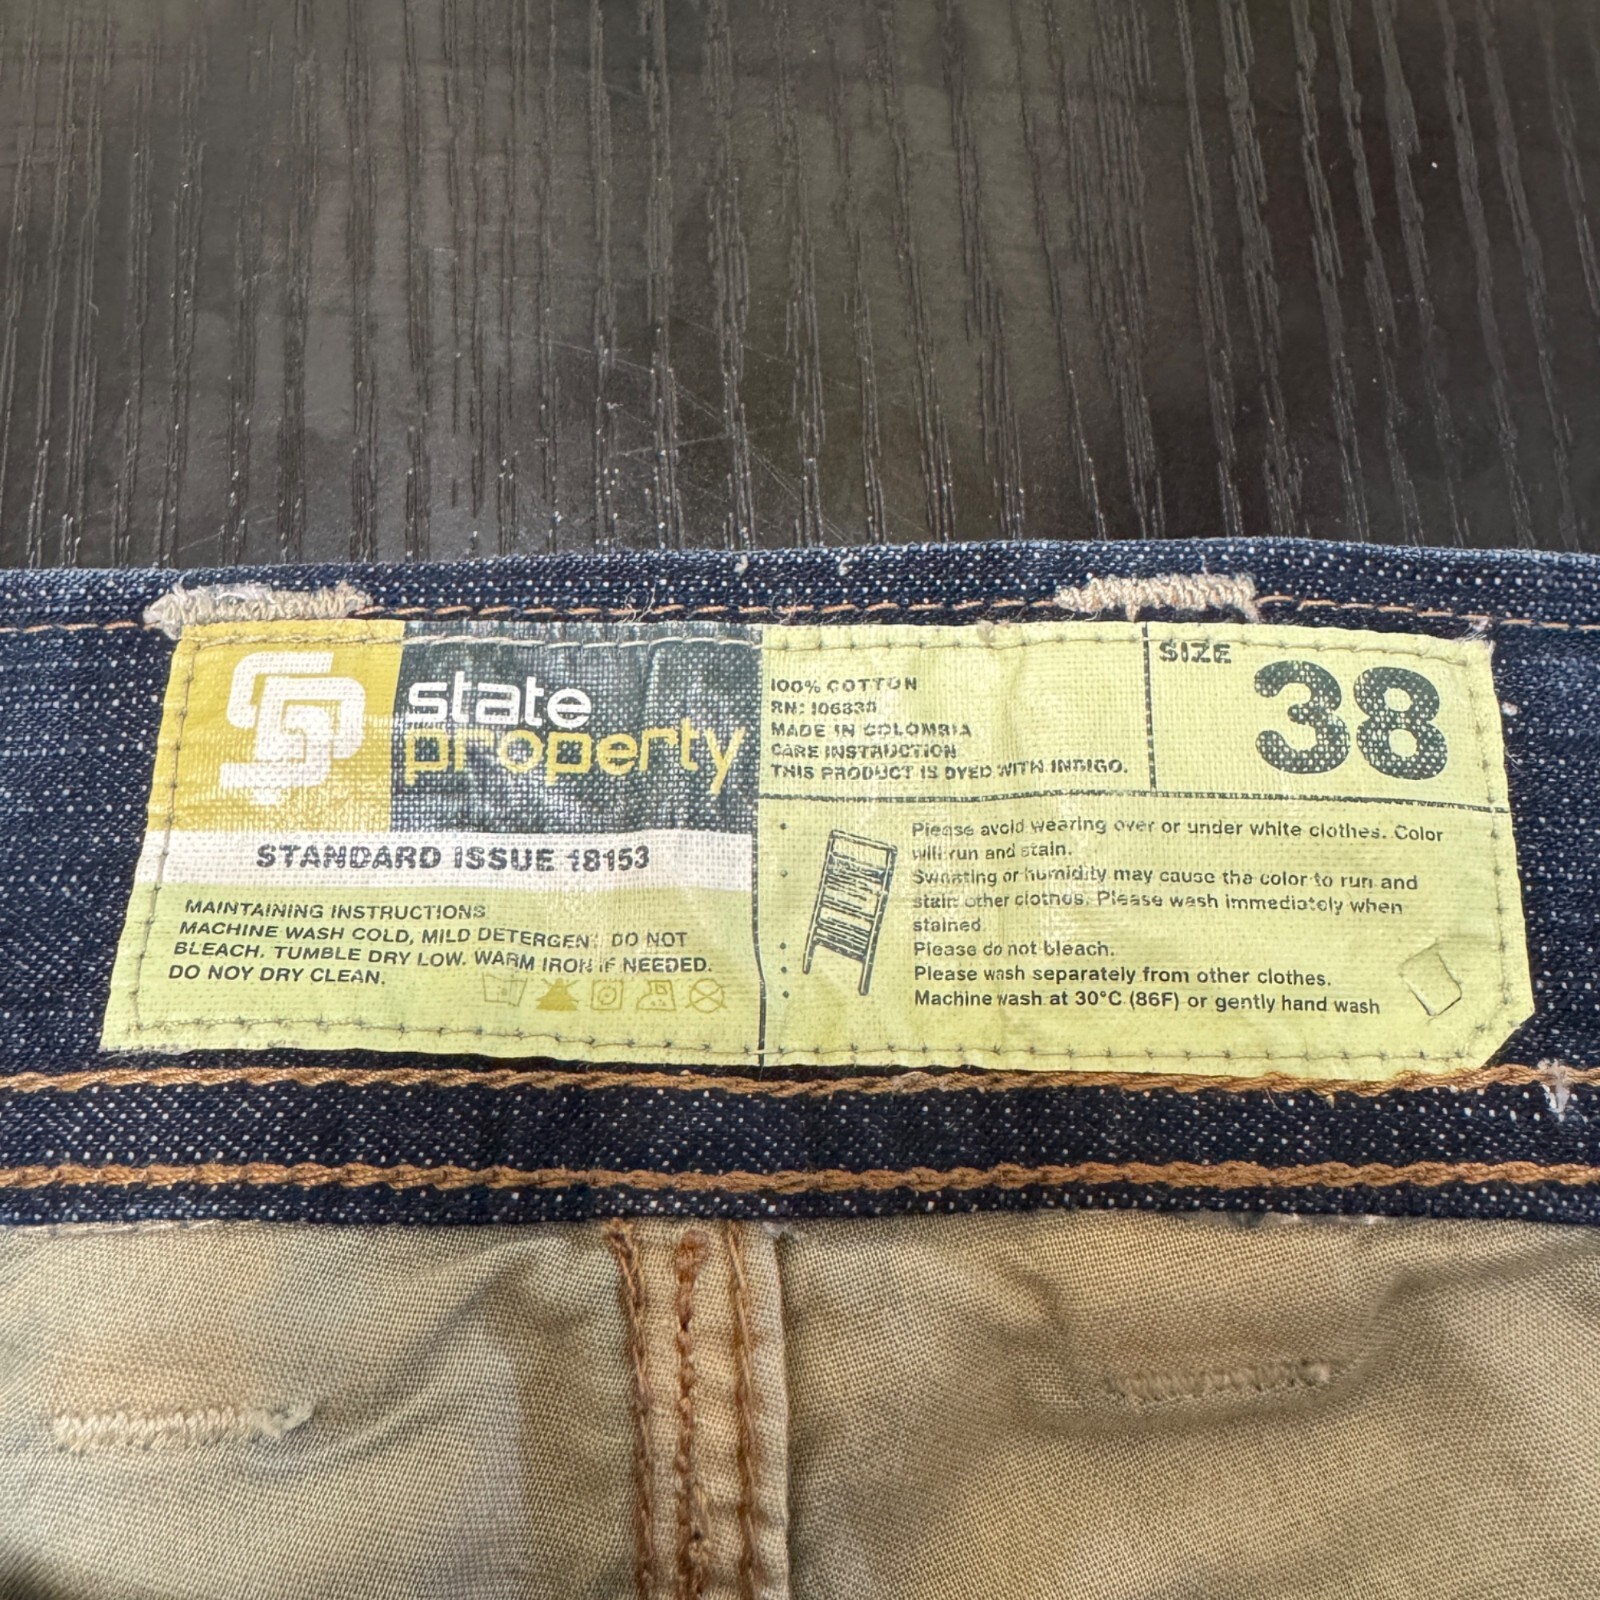 SP
state
property
STANDARD ISSUE 18153
MAINTAINING INSTRUCTIONS
MACHINE WASH COLD, MILD DETERGENT DO NOT
BLEACH. TUMBLE DRY LOW. WARM IRON IF NEEDED.
DO NOY DRY CLEAN.
100% COTTON
RN:
MADE IN COLOMBIA
CARE INSTRUCTION
THIS PRODUCT IS DYED WITH INDIGO.
SIZE
38
Please avoid wearing over or under white clothes. Color
will run and stain.
Sweating or humidity may cause the color to run and
stain other clothes. Please wash immediately when
stained
Please do not bleach.
Please wash separately from other clothes.
Machine wash at 30°C (86F) or gently hand wash